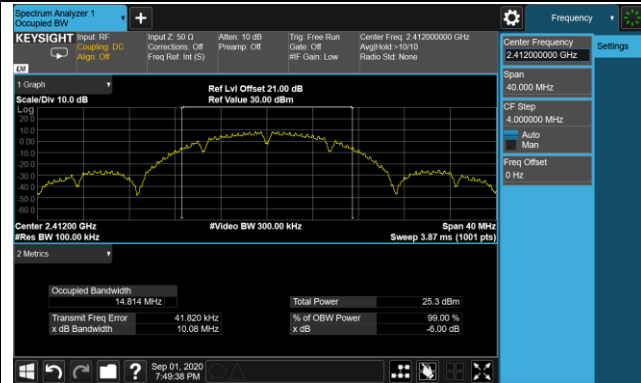 Spectrum Analyzer 1
Occupied BW
+
Frequency
KEYSIGHT
Input: RF
Coupling: DC
Align: Off
Input Z: 50 Ω
Corrections: Off
Freq Ref: Int (S)
Atten: 10 dB
Preamp: Off
Trig: Free Run
Gate: Off
#IF Gain: Low
Center Freq: 2.412000000 GHz
Avg|Hold:>10/10
Radio Std: None
LXI
Center Frequency
2.412000000 GHz
Settings
Span
40.000 MHz
CF Step
4.000000 MHz
Auto
Man
Freq Offset
0 Hz
1 Graph
Scale/Div 10.0 dB
Ref Lvl Offset 21.00 dB
Ref Value 30.00 dBm
Log
20.0
10.0
0.00
-10.0
-20.0
-30.0
-40.0
-50.0
-60.0
Center 2.41200 GHz
#Res BW 100.00 kHz
#Video BW 300.00 kHz
Span 40 MHz
Sweep 3.87 ms (1001 pts)
2 Metrics
Occupied Bandwidth
14.814 MHz
Total Power 25.3 dBm
Transmit Freq Error 41.820 kHz
% of OBW Power 99.00 %
x dB Bandwidth 10.08 MHz
x dB -6.00 dB
?
Sep 01, 2020
7:49:38 PM